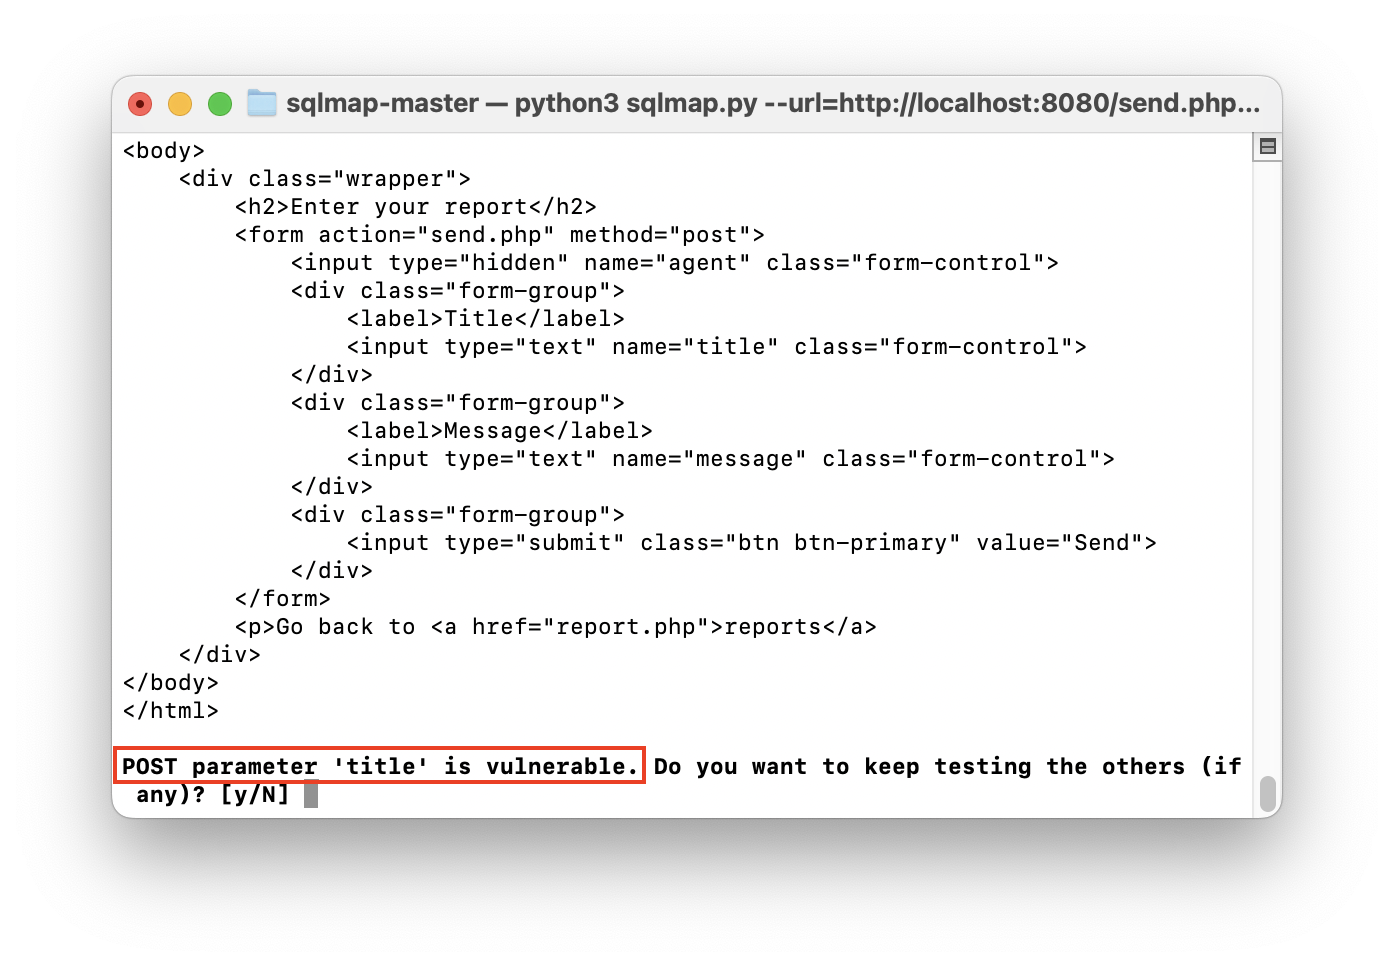 sqlmap-master — python3 sqlmap.py --url=http://localhost:8080/send.php...
<body>
    <div class="wrapper">
        <h2>Enter your report</h2>
        <form action="send.php" method="post">
            <input type="hidden" name="agent" class="form-control">
            <div class="form-group">
                <label>Title</label>
                <input type="text" name="title" class="form-control">
            </div>
            <div class="form-group">
                <label>Message</label>
                <input type="text" name="message" class="form-control">
            </div>
            <div class="form-group">
                <input type="submit" class="btn btn-primary" value="Send">
            </div>
        </form>
        <p>Go back to <a href="report.php">reports</a>
    </div>
</body>
</html>
POST parameter 'title' is vulnerable. Do you want to keep testing the others (if
 any)? [y/N]